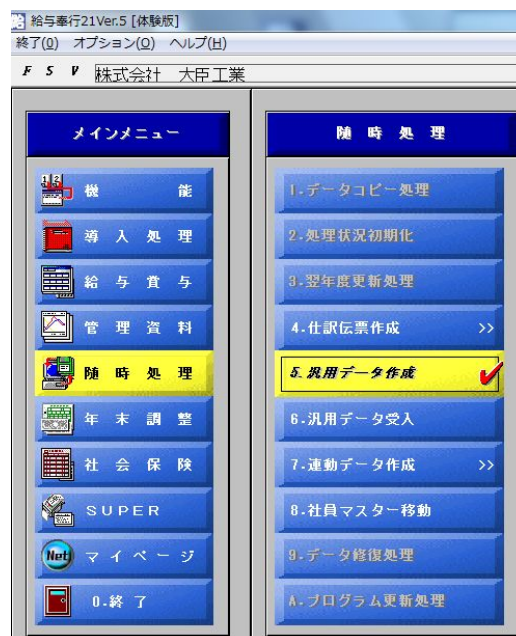 給与奉行21Ver.5 [体験版]
終了(0) オプション(O) ヘルプ(H)
F S V 株式会社 大臣工業
メインメニュー
機 能
導 入 処 理
給 与 賞 与
管 理 資 料
随 時 処 理
年 末 調 整
社 会 保 険
SUPER
Net マ イ ペ ー ジ
0.終 了
随 時 処 理
1.データコピー処理
2.処理状況初期化
3.翌年度更新処理
4.仕訳伝票作成 >>
5.汎用データ作成
6.汎用データ受入
7.連動データ作成 >>
8.社員マスター移動
9.データ修復処理
A.プログラム更新処理